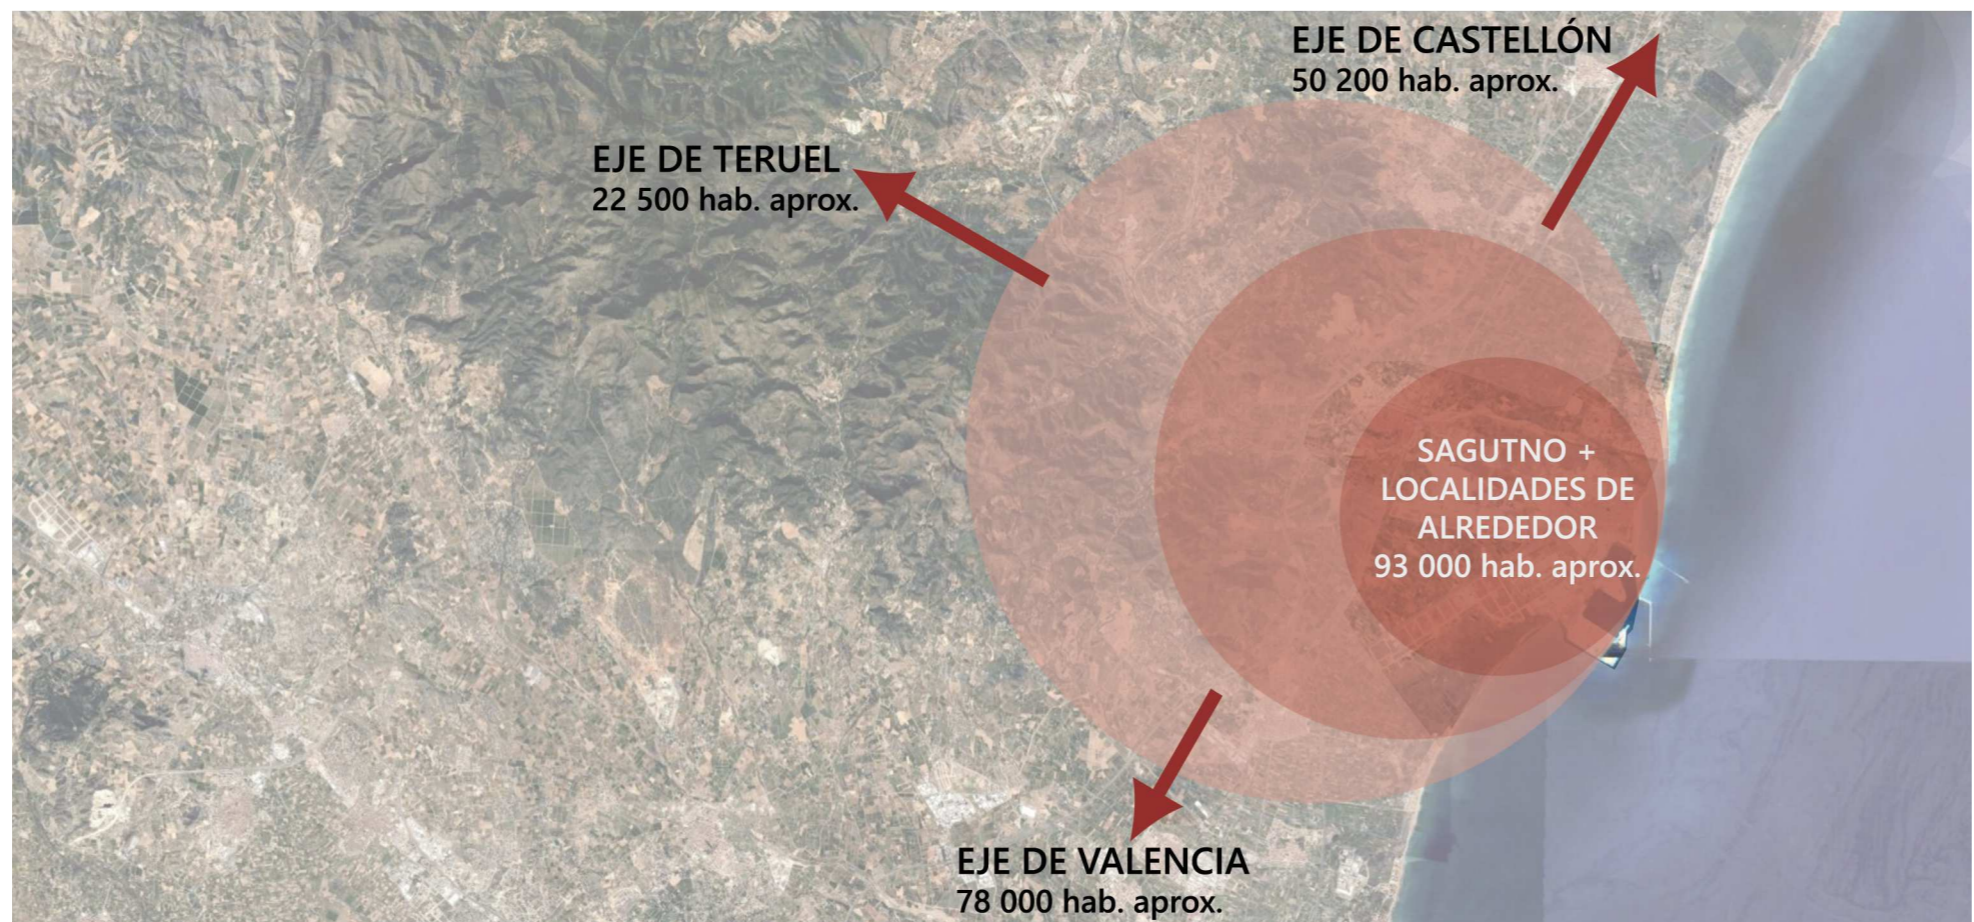 EJE DE CASTELLÓN
50 200 hab. aprox.
EJE DE TERUEL
22 500 hab. aprox.
SAGUTNO +
LOCALIDADES DE
ALREDEDOR
93 000 hab. aprox.
EJE DE VALENCIA
78 000 hab. aprox.